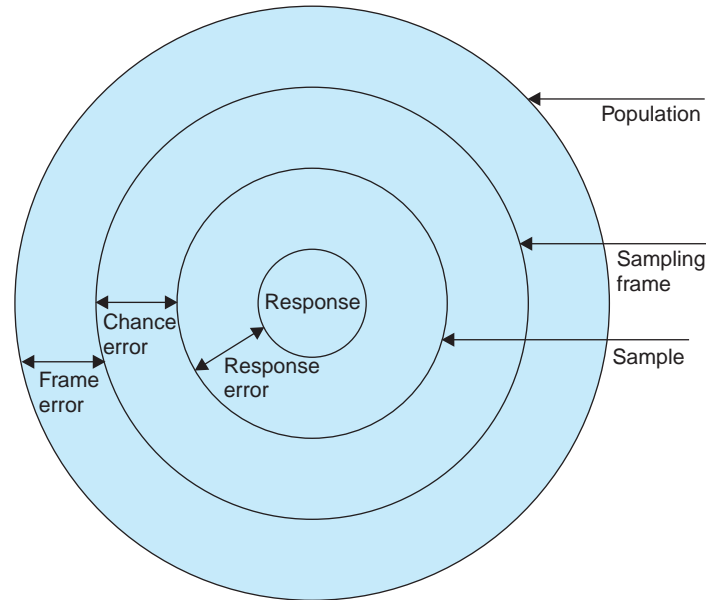 Population
Sampling
frame
Response
Chance
error
Sample
Response
error
Frame
error